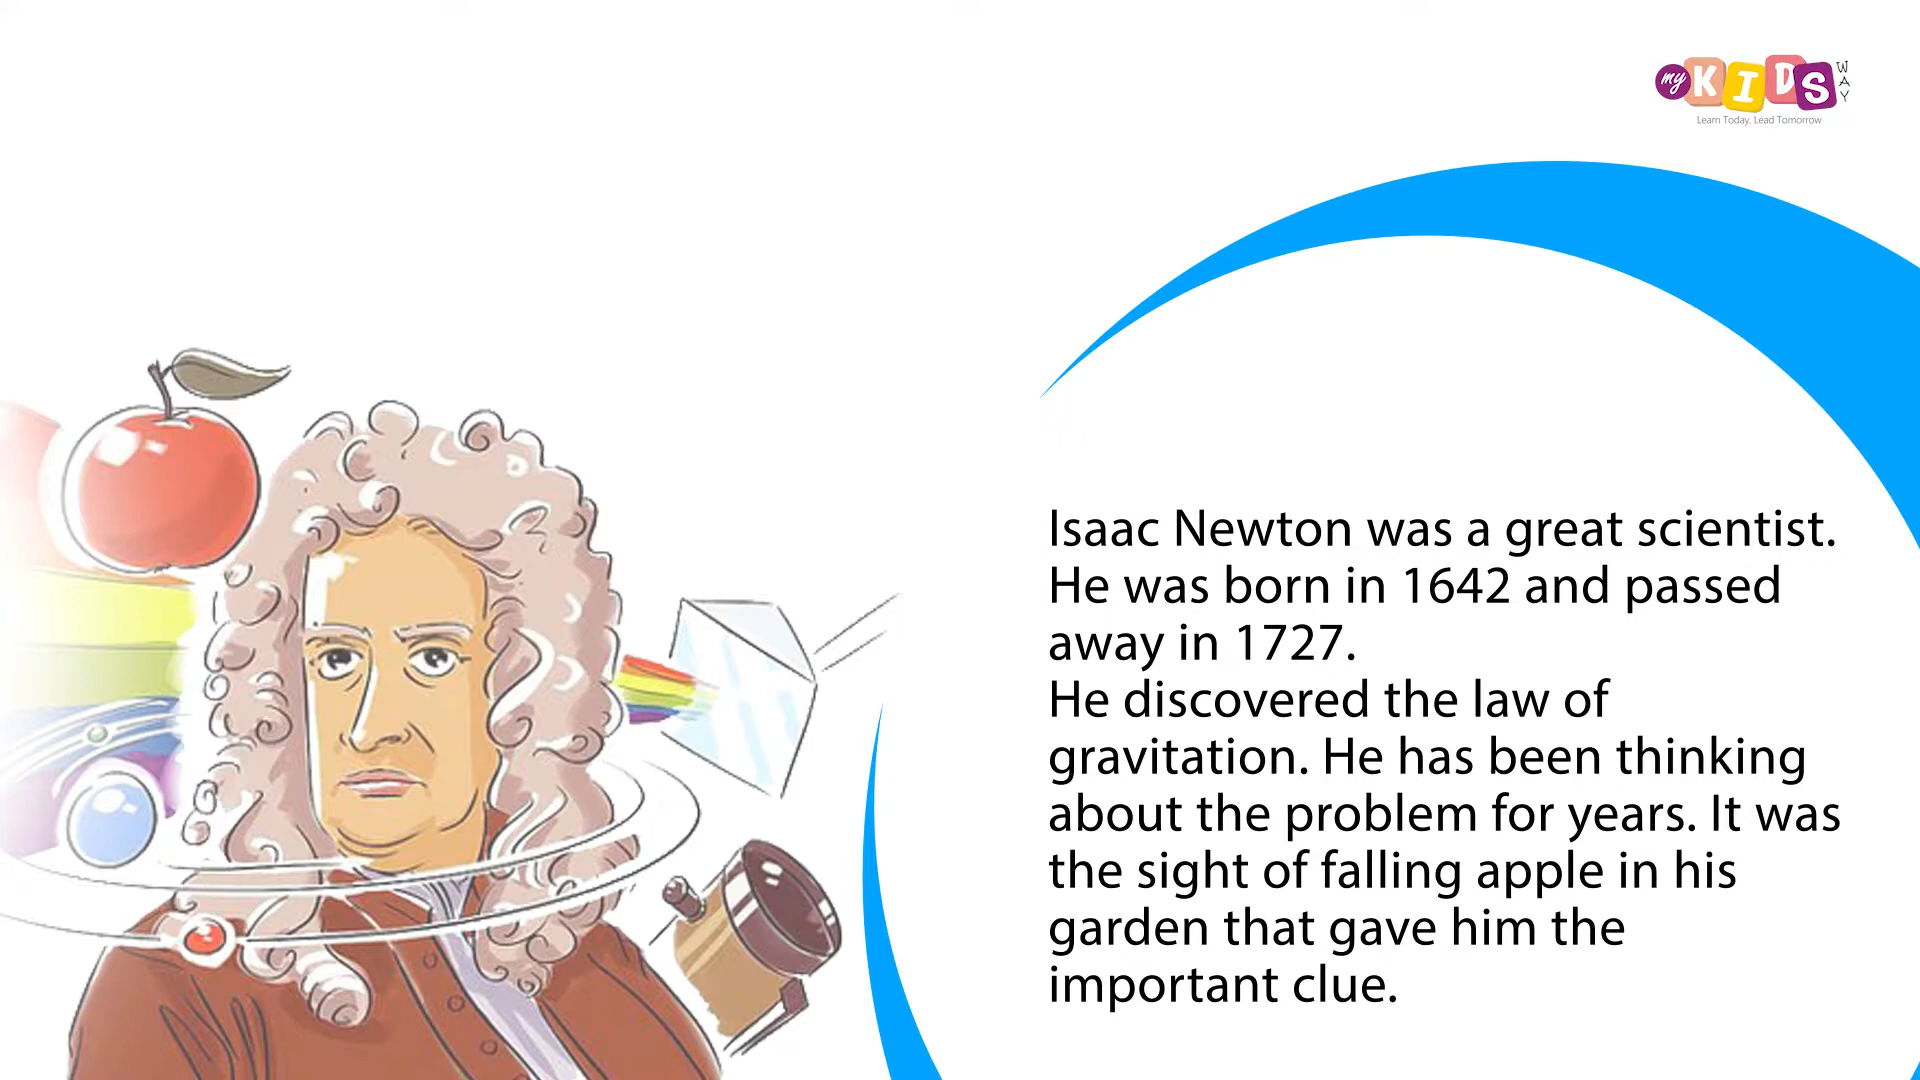 my KIDS WAY
Learn Today, Lead Tomorrow
Isaac Newton was a great scientist.
He was born in 1642 and passed
away in 1727.
He discovered the law of
gravitation. He has been thinking
about the problem for years. It was
the sight of falling apple in his
garden that gave him the
important clue.